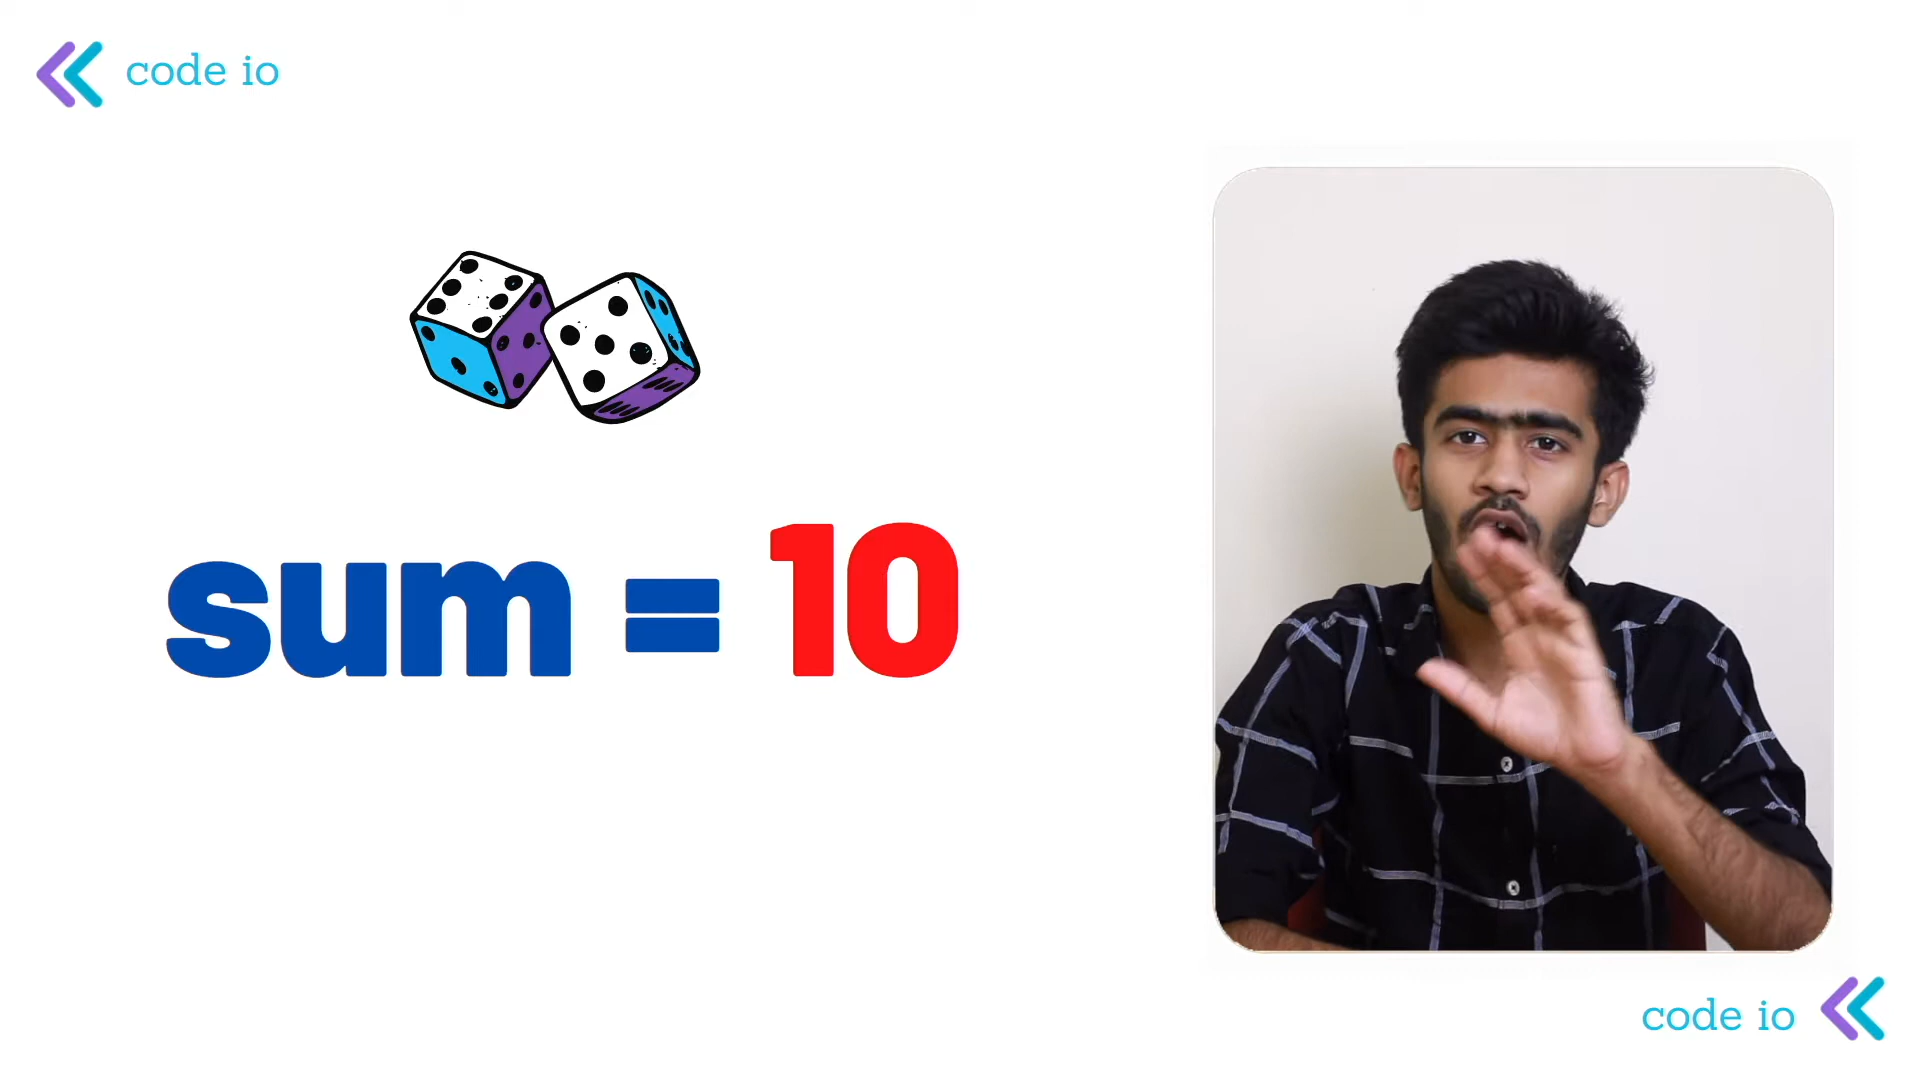 code io
sum = 10
code io